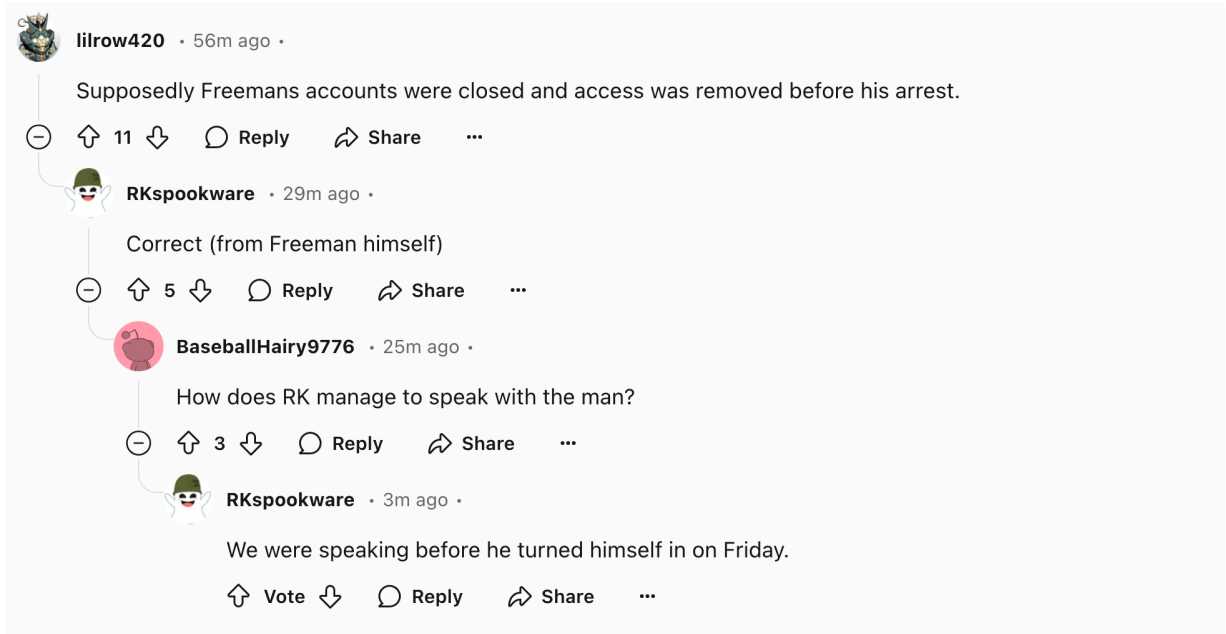 lilrow420 • 56m ago •
Supposedly Freemans accounts were closed and access was removed before his arrest.
11 Reply Share ...
RKspookware • 29m ago •
Correct (from Freeman himself)
5 Reply Share ...
BaseballHairy9776 • 25m ago •
How does RK manage to speak with the man?
3 Reply Share ...
RKspookware • 3m ago •
We were speaking before he turned himself in on Friday.
Vote Reply Share ...